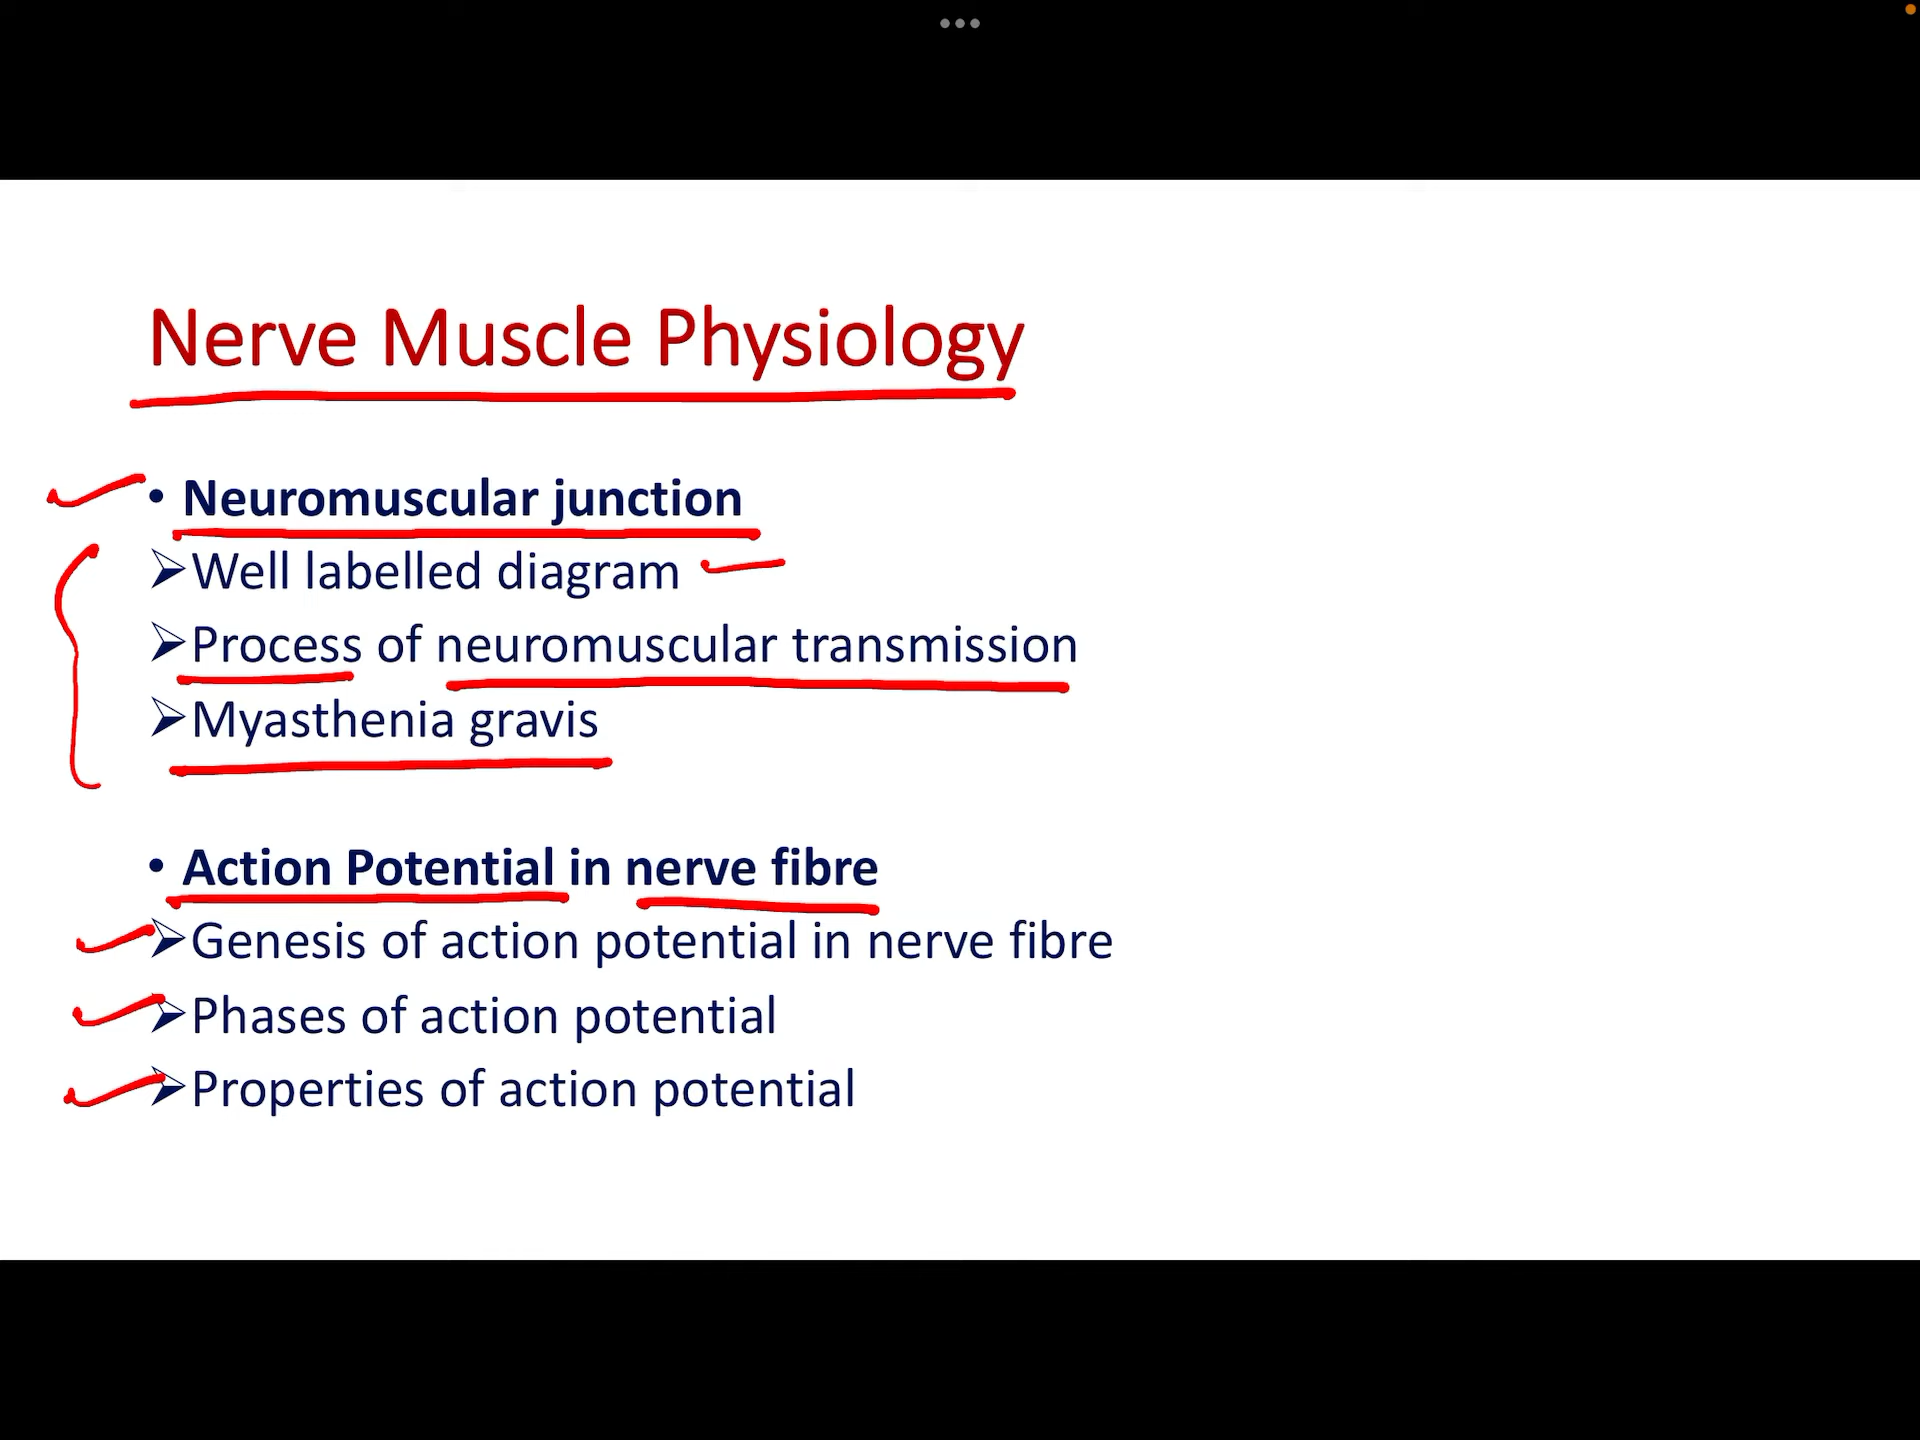 Nerve Muscle Physiology
• Neuromuscular junction
➢Well labelled diagram
➢Process of neuromuscular transmission
➢Myasthenia gravis
• Action Potential in nerve fibre
➢Genesis of action potential in nerve fibre
➢Phases of action potential
➢Properties of action potential